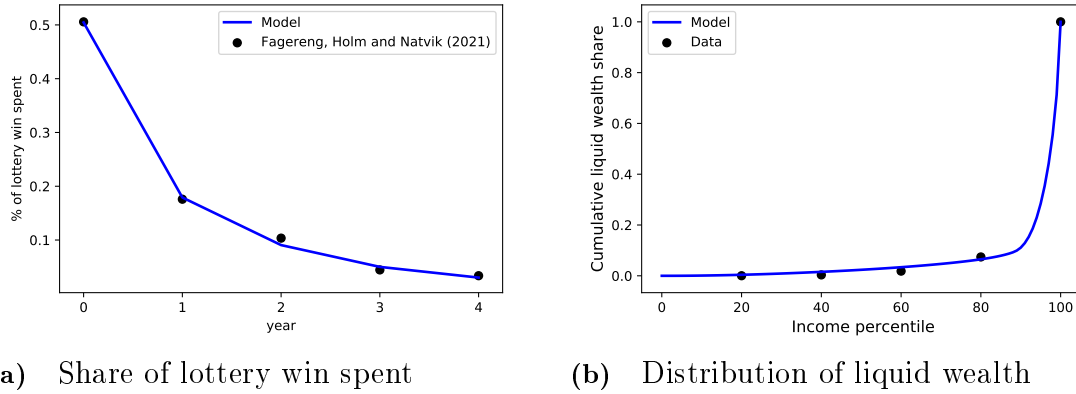 Model
Fagereng, Holm and Natvik (2021)
% of lottery win spent
0.5
0.4
0.3
0.2
0.1
0 1 2 3 4
year
a) Share of lottery win spent
Model
Data
Cumulative liquid wealth share
1.0
0.8
0.6
0.4
0.2
0.0
0 20 40 60 80 100
Income percentile
(b) Distribution of liquid wealth